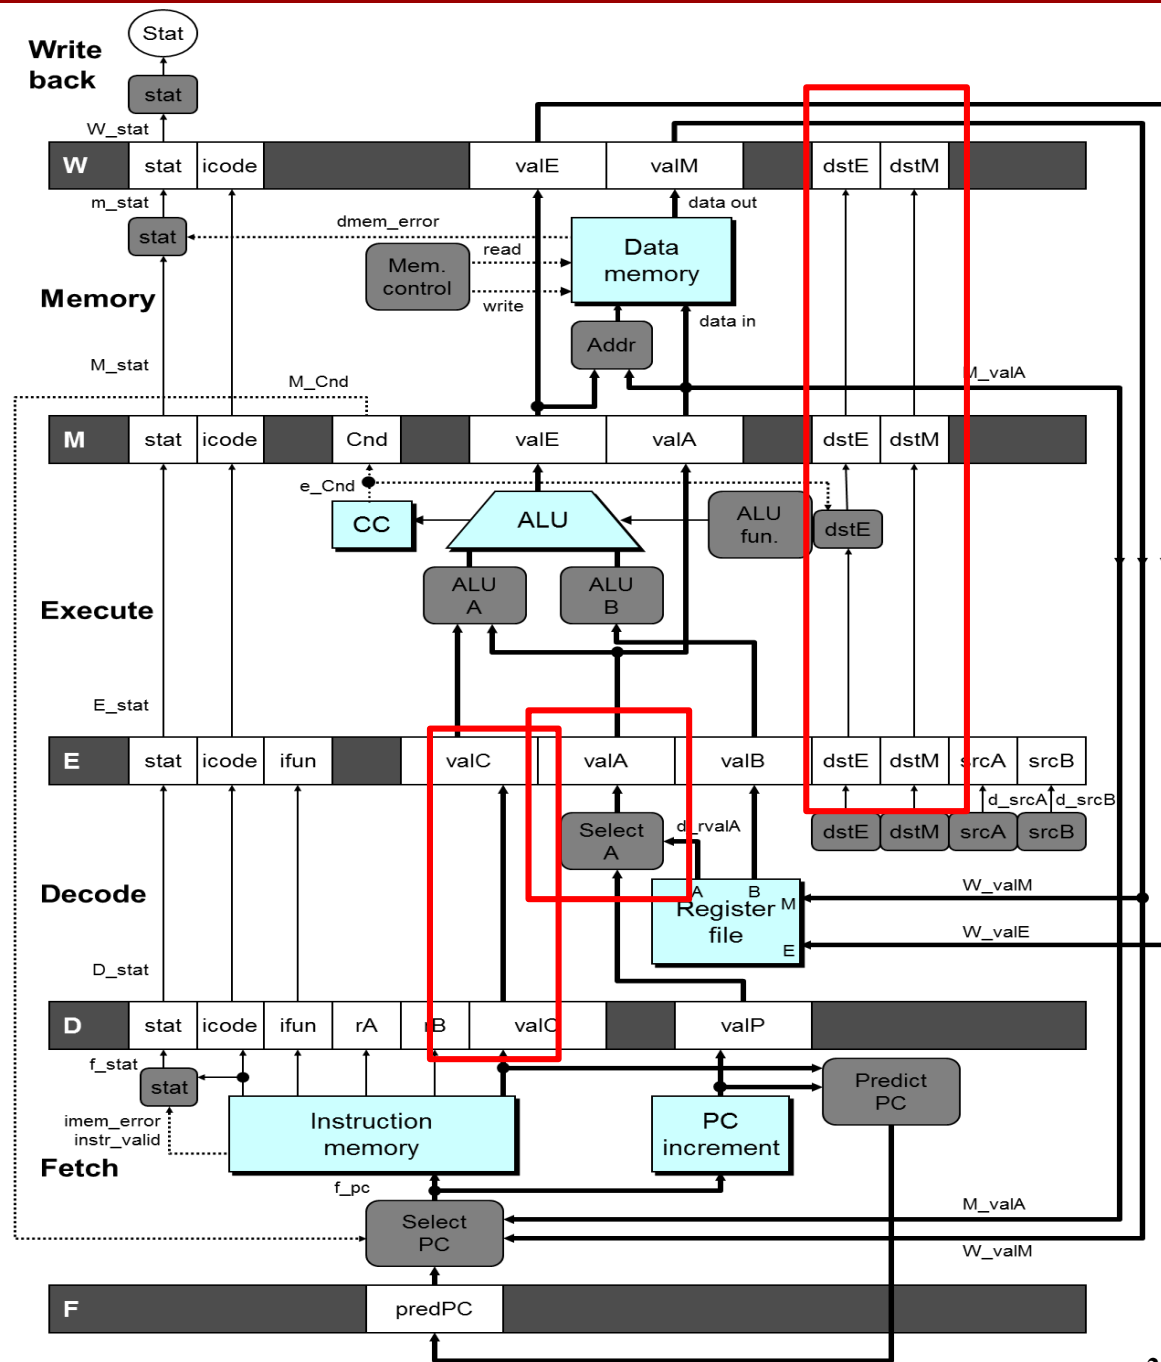 Stat
Write
back
stat
W_stat
W
stat
icode
valE
valM
dstE
dstM
m_stat
data out
stat
dmem_error
read
Mem.
control
write
Data
memory
Memory
data in
Addr
M_stat
M_Cnd
M_valA
M
stat
icode
Cnd
valE
valA
dstE
dstM
e_Cnd
CC
ALU
ALU
fun.
dstE
ALU
A
ALU
B
Execute
E_stat
E
stat
icode
ifun
valC
valA
valB
dstE
dstM
srcA
srcB
d_srcA
d_srcB
Select
A
d_rvalA
dstE
dstM
srcA
srcB
Decode
A
B
M
Register
file
E
W_valM
W_valE
D_stat
D
stat
icode
ifun
rA
rB
valC
valP
f_stat
stat
Predict
PC
imem_error
instr_valid
Instruction
memory
PC
increment
Fetch
f_pc
Select
PC
M_valA
W_valM
F
predPC